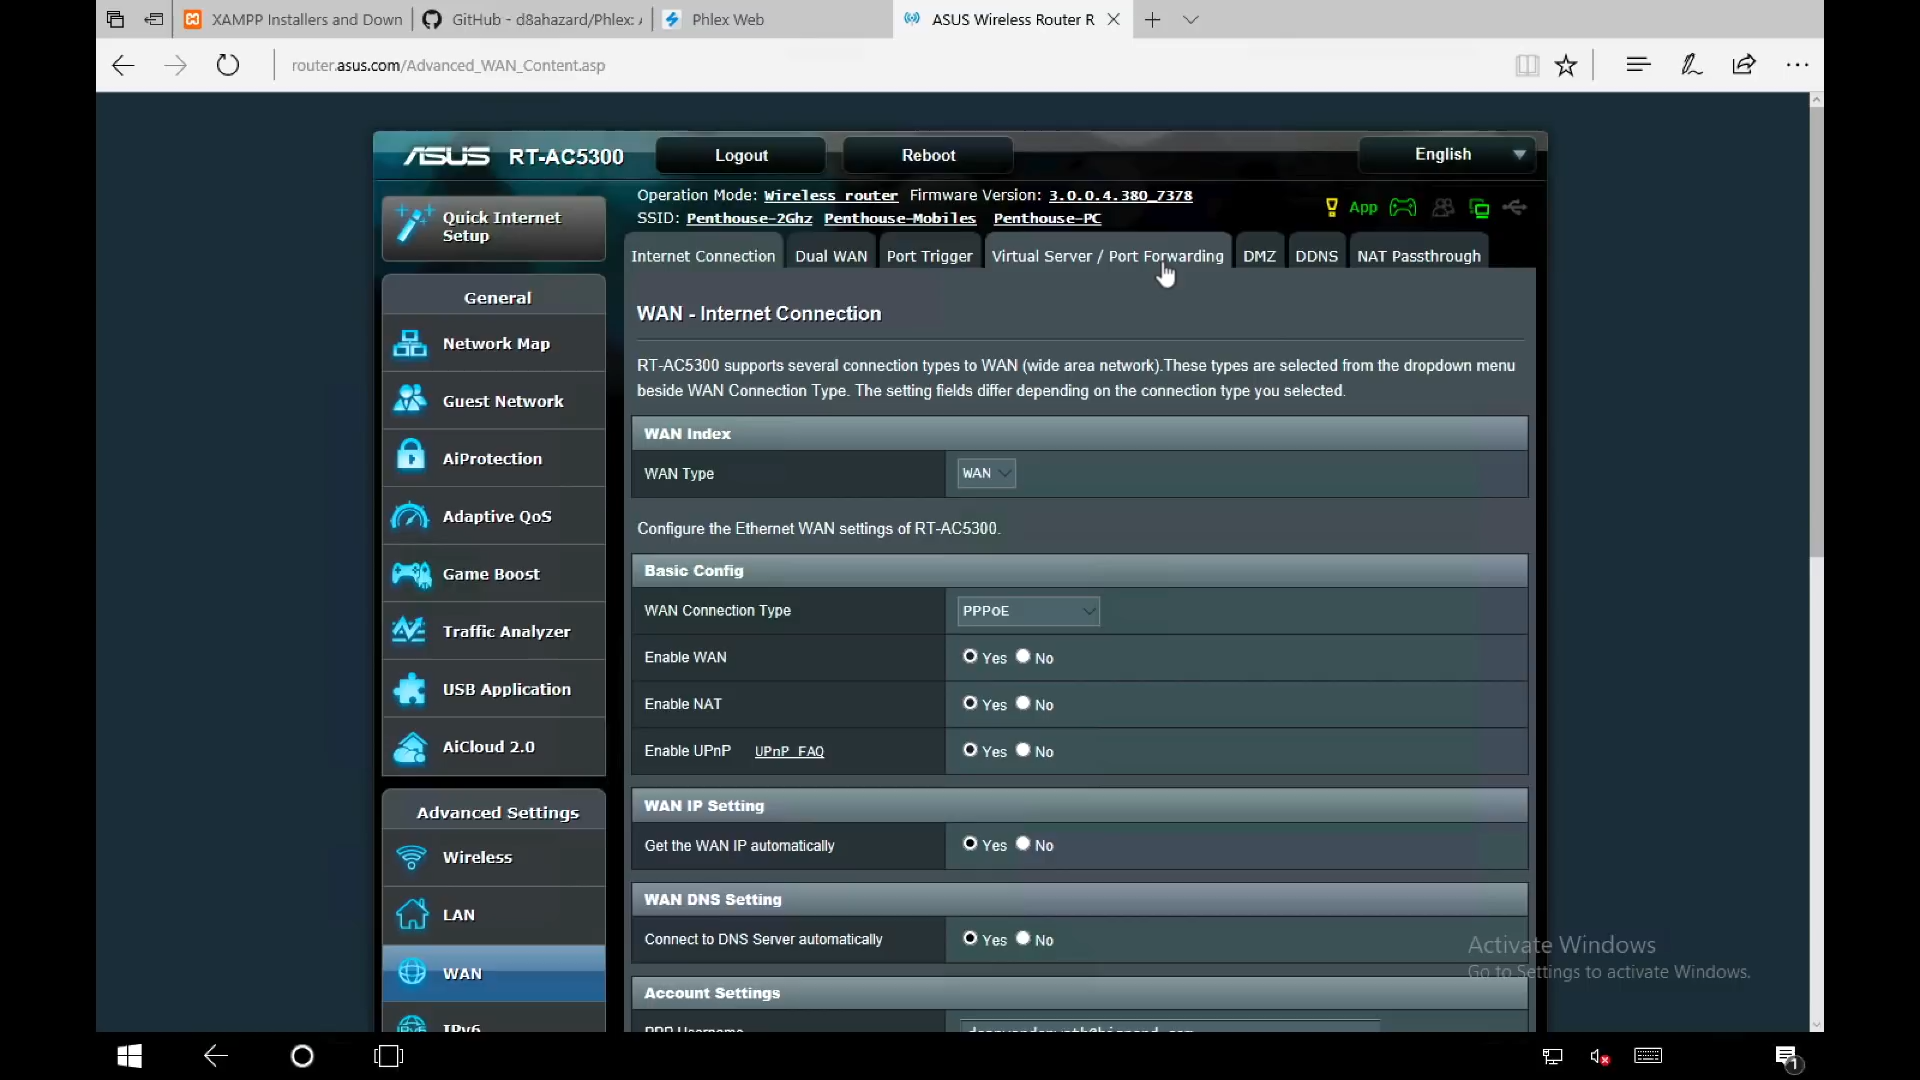 XAMPP Installers and Down
GitHub - d8ahazard/Phlex:
Phlex Web
ASUS Wireless Router R
router.asus.com/Advanced_WAN_Content.asp
ASUS RT-AC5300
Logout
Reboot
English
Operation Mode: Wireless router Firmware Version: 3.0.0.4.380_7378
SSID: Penthouse-2Ghz Penthouse-Mobiles Penthouse-PC
App
Quick Internet
Setup
Internet Connection
Dual WAN
Port Trigger
Virtual Server / Port Forwarding
DMZ
DDNS
NAT Passthrough
General
Network Map
Guest Network
AiProtection
Adaptive QoS
Game Boost
Traffic Analyzer
USB Application
AiCloud 2.0
Advanced Settings
Wireless
LAN
WAN
IPv6
WAN - Internet Connection
RT-AC5300 supports several connection types to WAN (wide area network).These types are selected from the dropdown menu
beside WAN Connection Type. The setting fields differ depending on the connection type you selected.
WAN Index
WAN Type WAN
Configure the Ethernet WAN settings of RT-AC5300.
Basic Config
WAN Connection Type PPPoE
Enable WAN Yes No
Enable NAT Yes No
Enable UPnP UPnP FAQ Yes No
WAN IP Setting
Get the WAN IP automatically Yes No
WAN DNS Setting
Connect to DNS Server automatically Yes No
Account Settings
PPP Username
Activate Windows
Go to Settings to activate Windows.
1